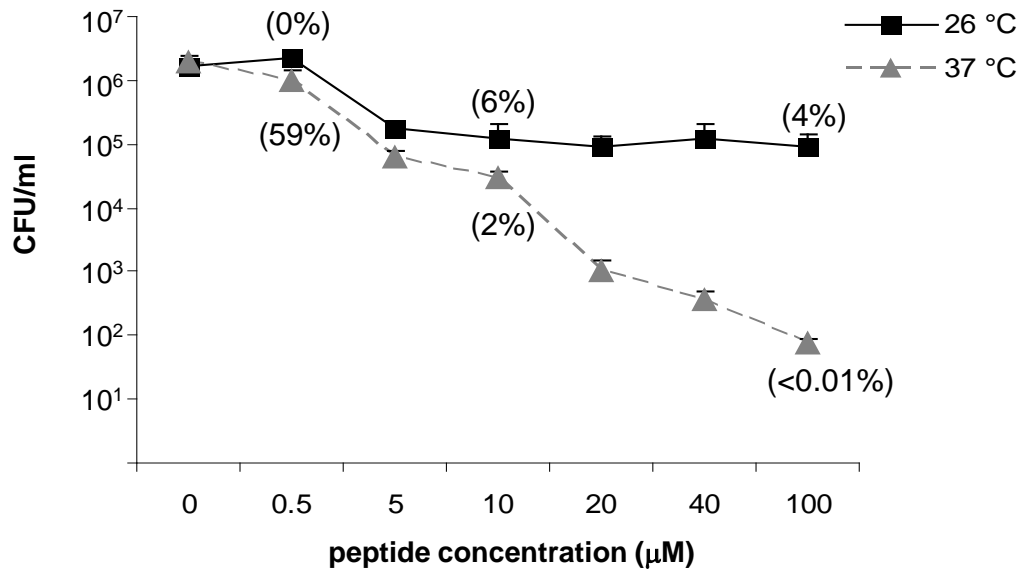 10⁷
10⁶
10⁵
10⁴
10³
10²
10¹
CFU/ml
(0%)
(59%)
(6%)
(2%)
(4%)
(<0.01%)
26 °C
37 °C
0 0.5 5 10 20 40 100
peptide concentration (μM)